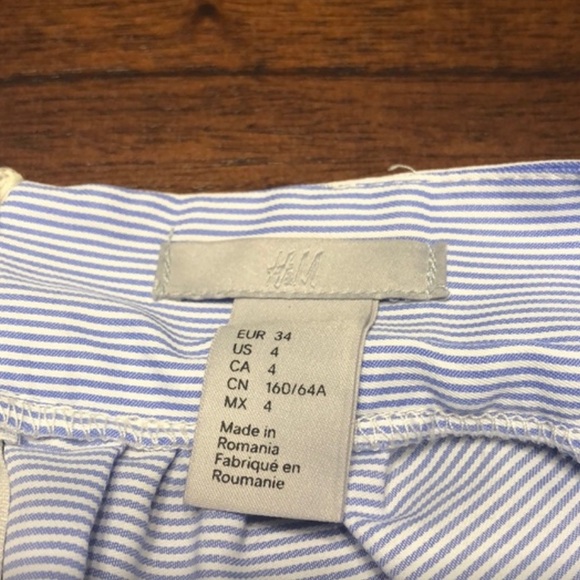 H&M
EUR 34
US 4
CA 4
CN 160/64A
MX 4
Made in
Romania
Fabriqué en
Roumanie